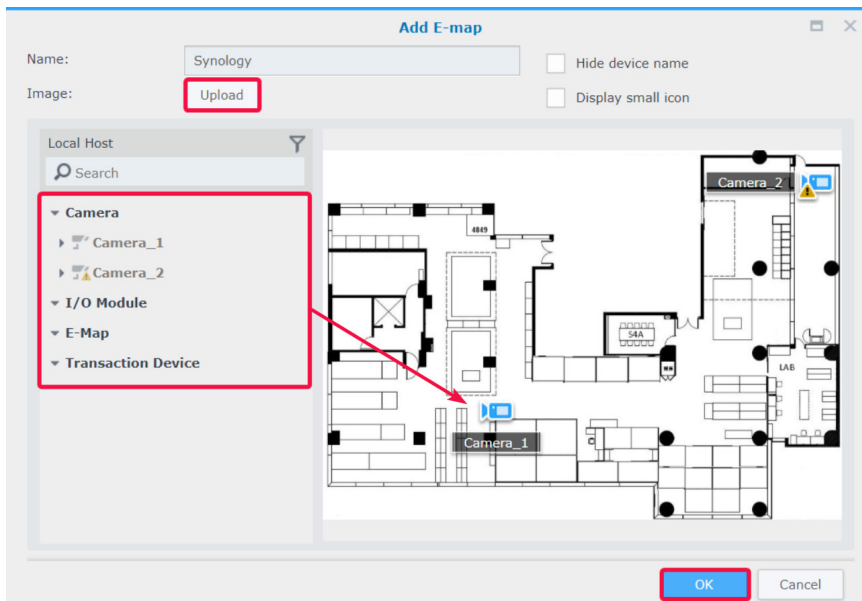 Add E-map
Name:
Synology
Hide device name
Image:
Upload
Display small icon
Local Host
Search
Camera
Camera_1
Camera_2
I/O Module
E-Map
Transaction Device
Camera_2
4849
54A
LAB
Camera_1
OK
Cancel